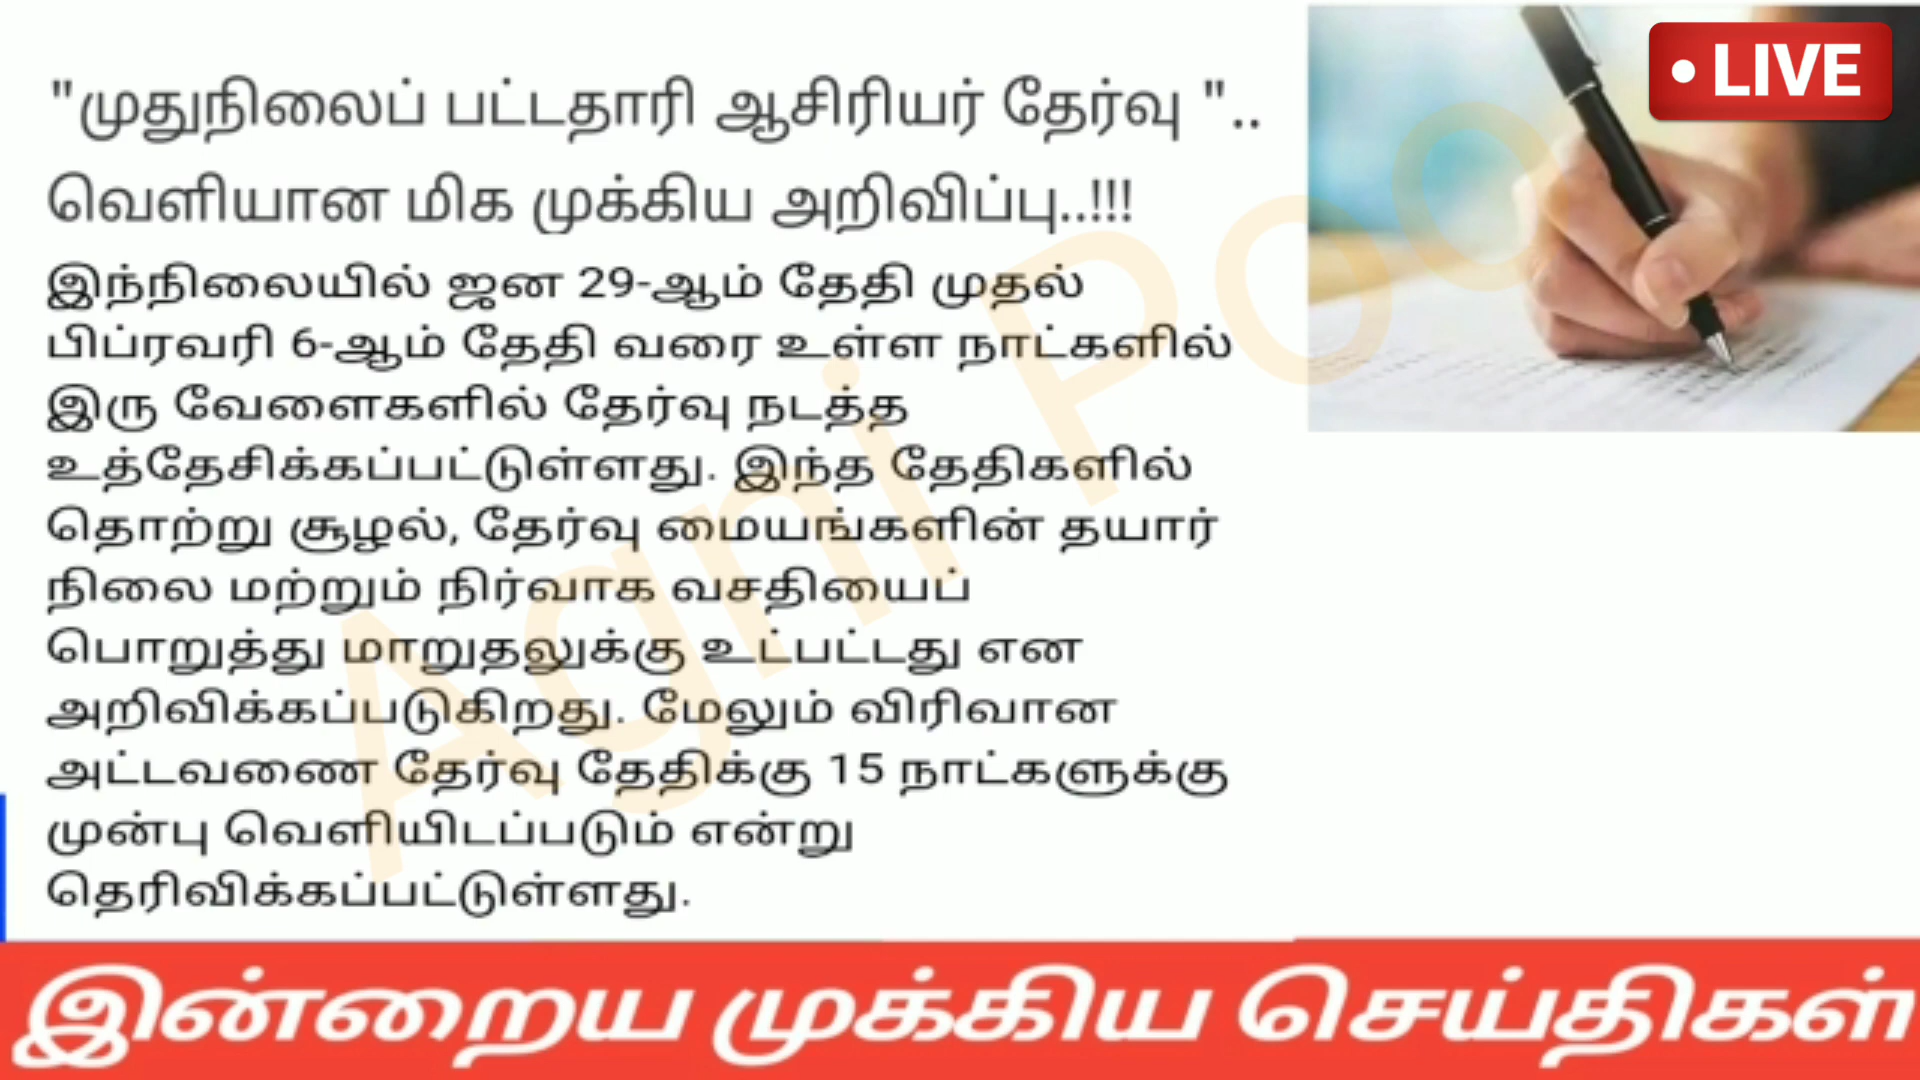 LIVE
"முதுநிலைப் பட்டதாரி ஆசிரியர் தேர்வு "..
வெளியான மிக முக்கிய அறிவிப்பு..!!!
இந்நிலையில் ஜன 29-ஆம் தேதி முதல்
பிப்ரவரி 6-ஆம் தேதி வரை உள்ள நாட்களில்
இரு வேளைகளில் தேர்வு நடத்த
உத்தேசிக்கப்பட்டுள்ளது. இந்த தேதிகளில்
தொற்று சூழல், தேர்வு மையங்களின் தயார்
நிலை மற்றும் நிர்வாக வசதியைப்
பொறுத்து மாறுதலுக்கு உட்பட்டது என
அறிவிக்கப்படுகிறது. மேலும் விரிவான
அட்டவணை தேர்வு தேதிக்கு 15 நாட்களுக்கு
முன்பு வெளியிடப்படும் என்று
தெரிவிக்கப்பட்டுள்ளது.
Agni Poo
இன்றைய முக்கிய செய்திகள்